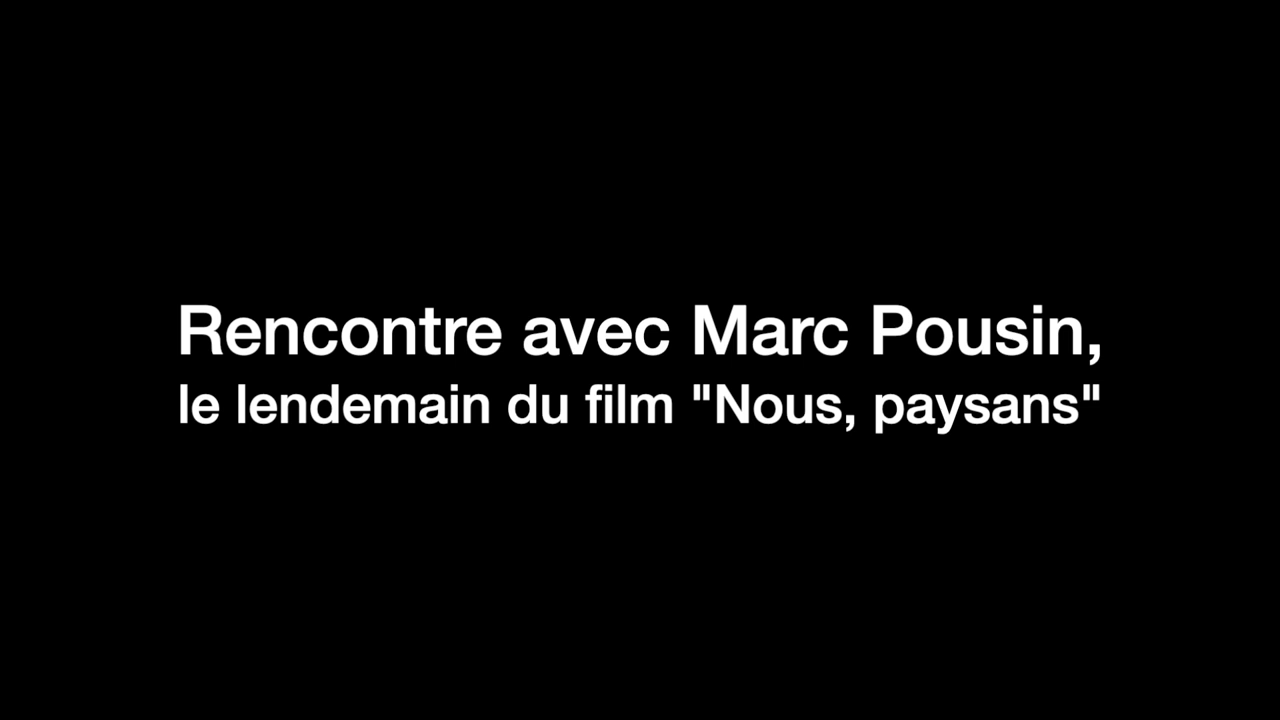 Rencontre avec Marc Pousin,
le lendemain du film "Nous, paysans"